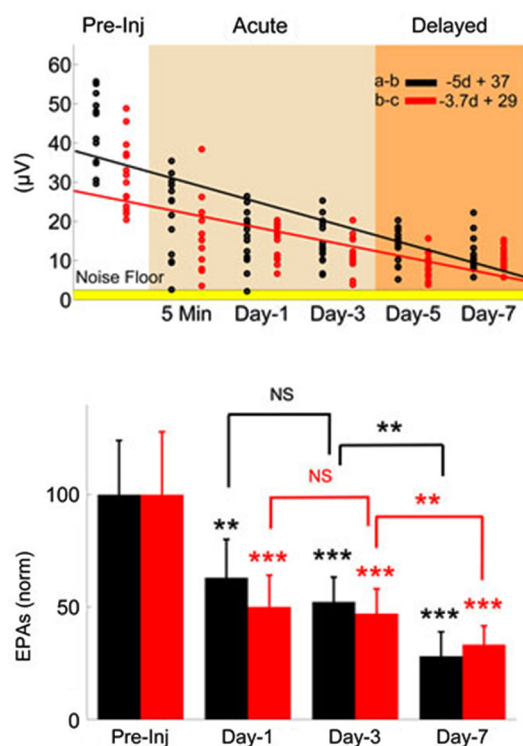 Pre-Inj Acute Delayed
60
50
40
30
20
10
0
(µV)
a-b -5d + 37
b-c -3.7d + 29
Noise Floor
5 Min Day-1 Day-3 Day-5 Day-7
NS
**
NS
**
100
50
0
EPAs (norm)
**
***
***
***
***
***
Pre-Inj Day-1 Day-3 Day-7